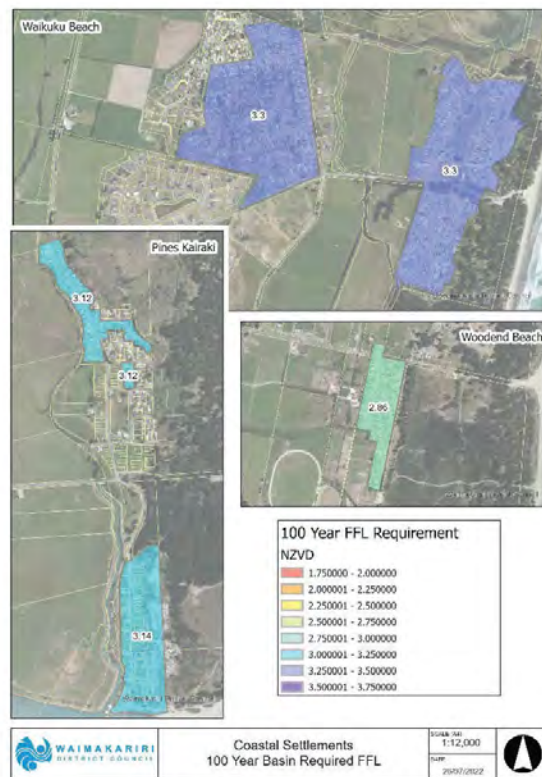 Waikuku Beach
3.3
3.3
Pines Kairaki
3.12
3.12
3.14
Woodend Beach
2.86
100 Year FFL Requirement
NZVD
1.750000 - 2.000000
2.000001 - 2.250000
2.250001 - 2.500000
2.500001 - 2.750000
2.750001 - 3.000000
3.000001 - 3.250000
3.250001 - 3.500000
3.500001 - 3.750000
WAIMAKARIRI
DISTRICT COUNCIL
Coastal Settlements
100 Year Basin Required FFL
1:12,000
DATE